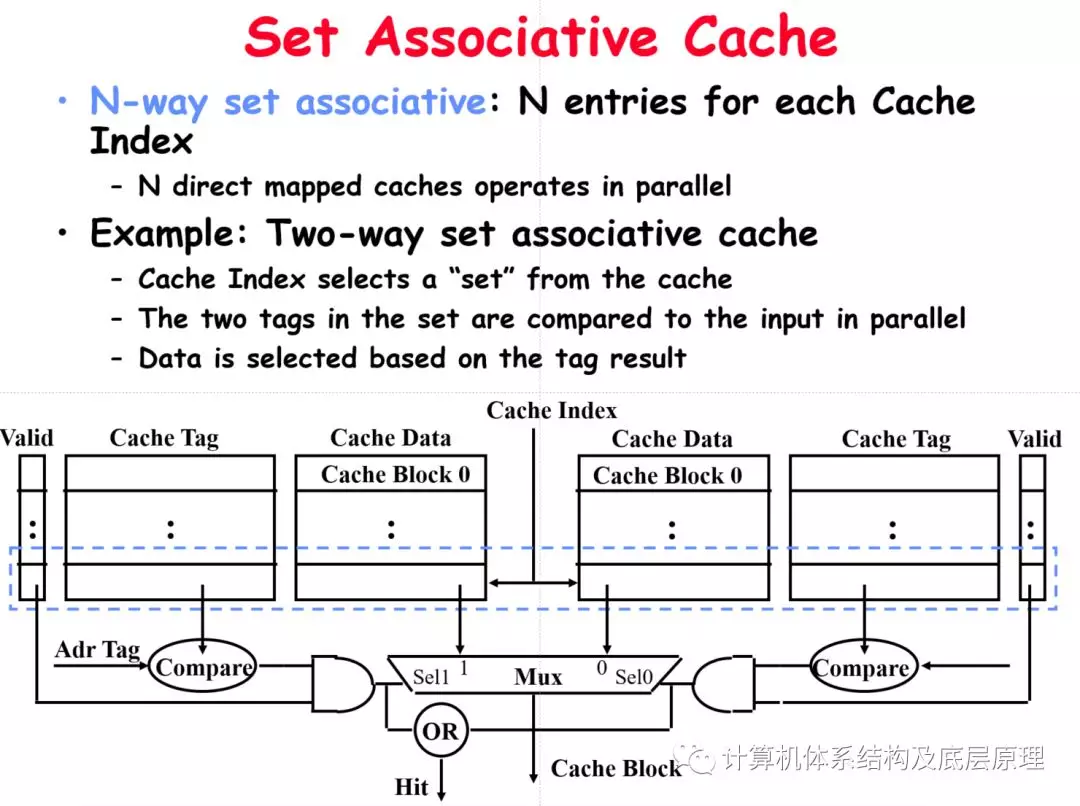 Set Associative Cache
• N-way set associative: N entries for each Cache
Index
- N direct mapped caches operates in parallel
• Example: Two-way set associative cache
- Cache Index selects a “set” from the cache
- The two tags in the set are compared to the input in parallel
- Data is selected based on the tag result
Cache Index
Valid Cache Tag Cache Data Cache Data Cache Tag Valid
Cache Block 0 Cache Block 0
: : : : : :
Adr Tag
Compare Sel1 1 Mux 0 Sel0 Compare
OR
Hit
Cache Block
计算机体系结构及底层原理